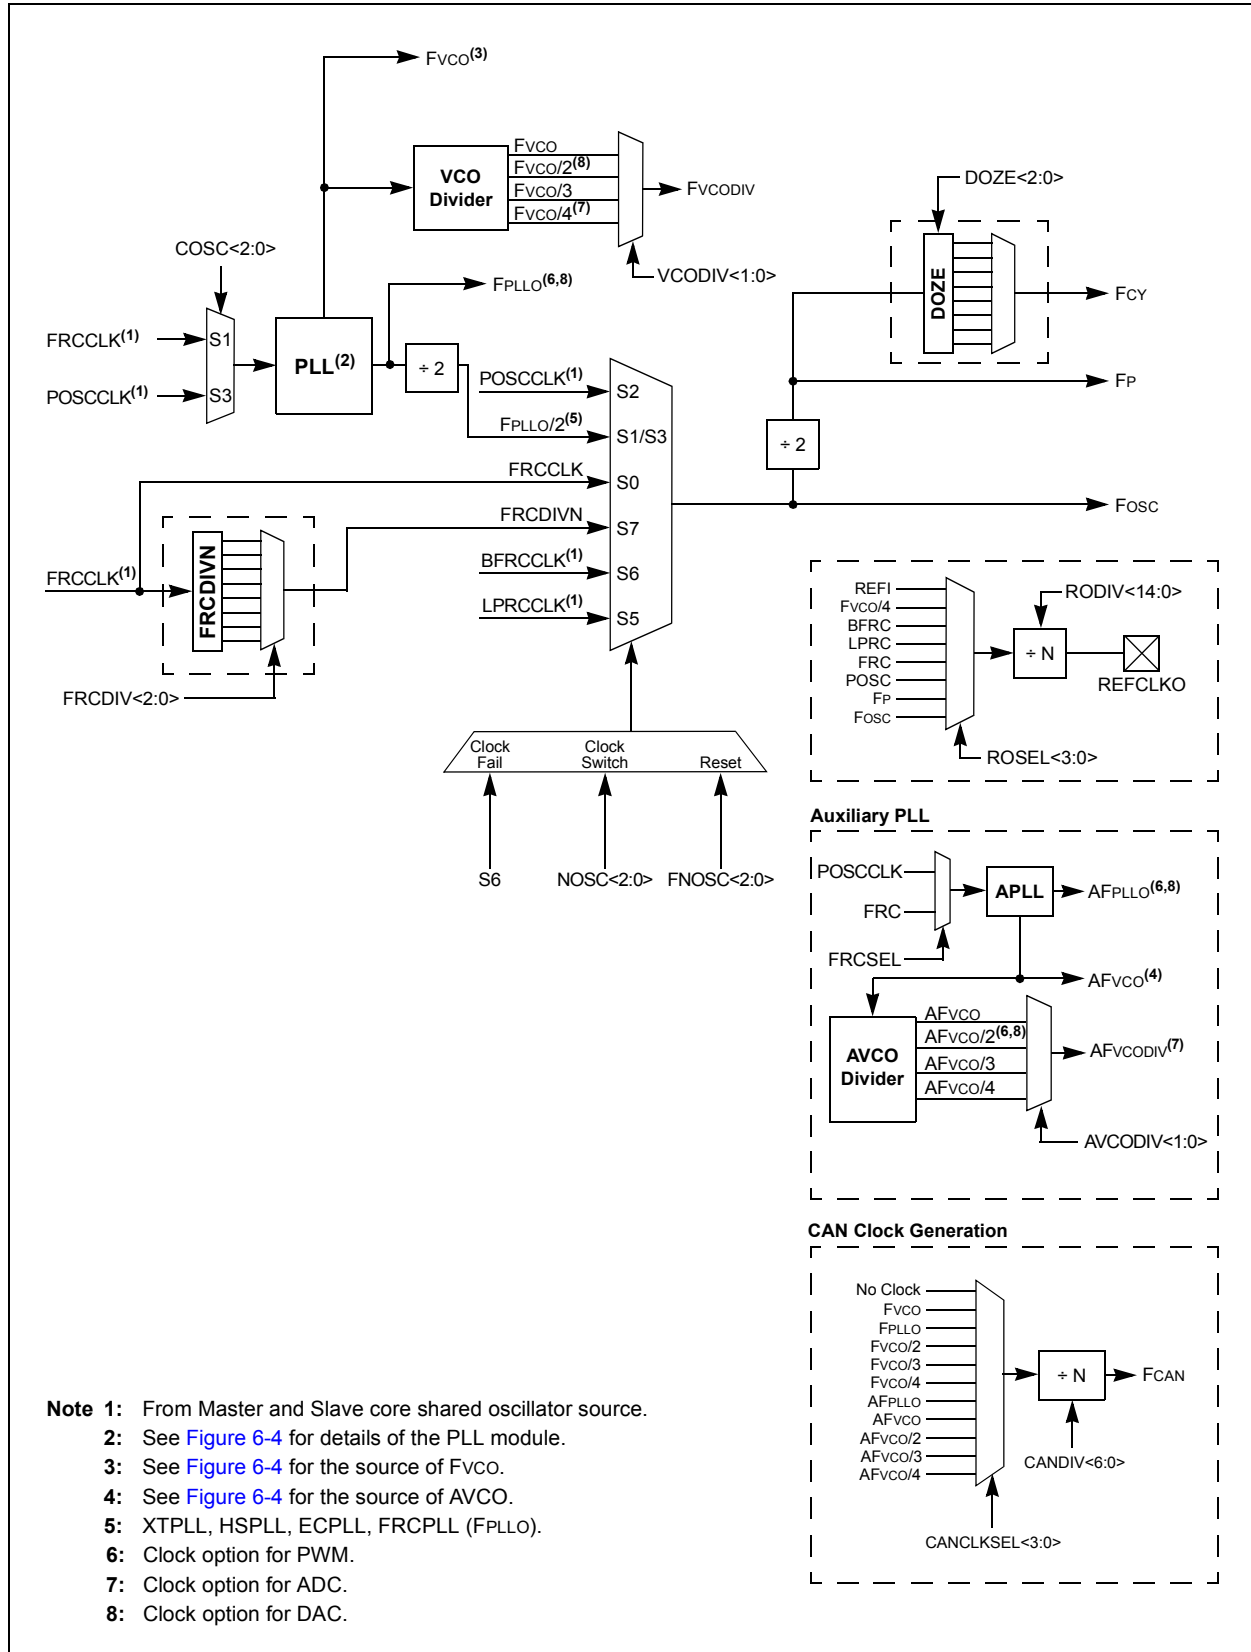 FVCO(3)
VCO
Divider
FVCO
FVCO/2(8)
FVCO/3
FVCO/4(7)
FVCODIV
VCODIV<1:0>
DOZE<2:0>
DOZE
FCY
COSC<2:0>
FPLLO(6,8)
FRCCLK(1)
S1
POSCCLK(1)
S3
PLL(2)
÷ 2
POSCCLK(1)
S2
FPLLO/2(5)
S1/S3
FRCCLK
S0
FRCDIVN
S7
BFRCCLK(1)
S6
LPRCCLK(1)
S5
FP
÷ 2
FOSC
FRCCLK(1)
FRCDIVN
FRCDIV<2:0>
Clock
Fail
Clock
Switch
Reset
S6
NOSC<2:0>
FNOSC<2:0>
REFI
FVCO/4
BFRC
LPRC
FRC
POSC
FP
FOSC
RODIV<14:0>
÷ N
REFCLKO
ROSEL<3:0>
Auxiliary PLL
POSCCLK
FRC
FRCSEL
APLL
AFPLLO(6,8)
AFVCO(4)
AVCO
Divider
AFVCO
AFVCO/2(6,8)
AFVCO/3
AFVCO/4
AFVCODIV(7)
AVCODIV<1:0>
CAN Clock Generation
No Clock
FVCO
FPLLO
FVCO/2
FVCO/3
FVCO/4
AFPLLO
AFVCO
AFVCO/2
AFVCO/3
AFVCO/4
÷ N
FCAN
CANDIV<6:0>
CANCLKSEL<3:0>
Note 1: From Master and Slave core shared oscillator source.
2: See Figure 6-4 for details of the PLL module.
3: See Figure 6-4 for the source of FVCO.
4: See Figure 6-4 for the source of AVCO.
5: XTPLL, HSPLL, ECPLL, FRCPLL (FPLLO).
6: Clock option for PWM.
7: Clock option for ADC.
8: Clock option for DAC.